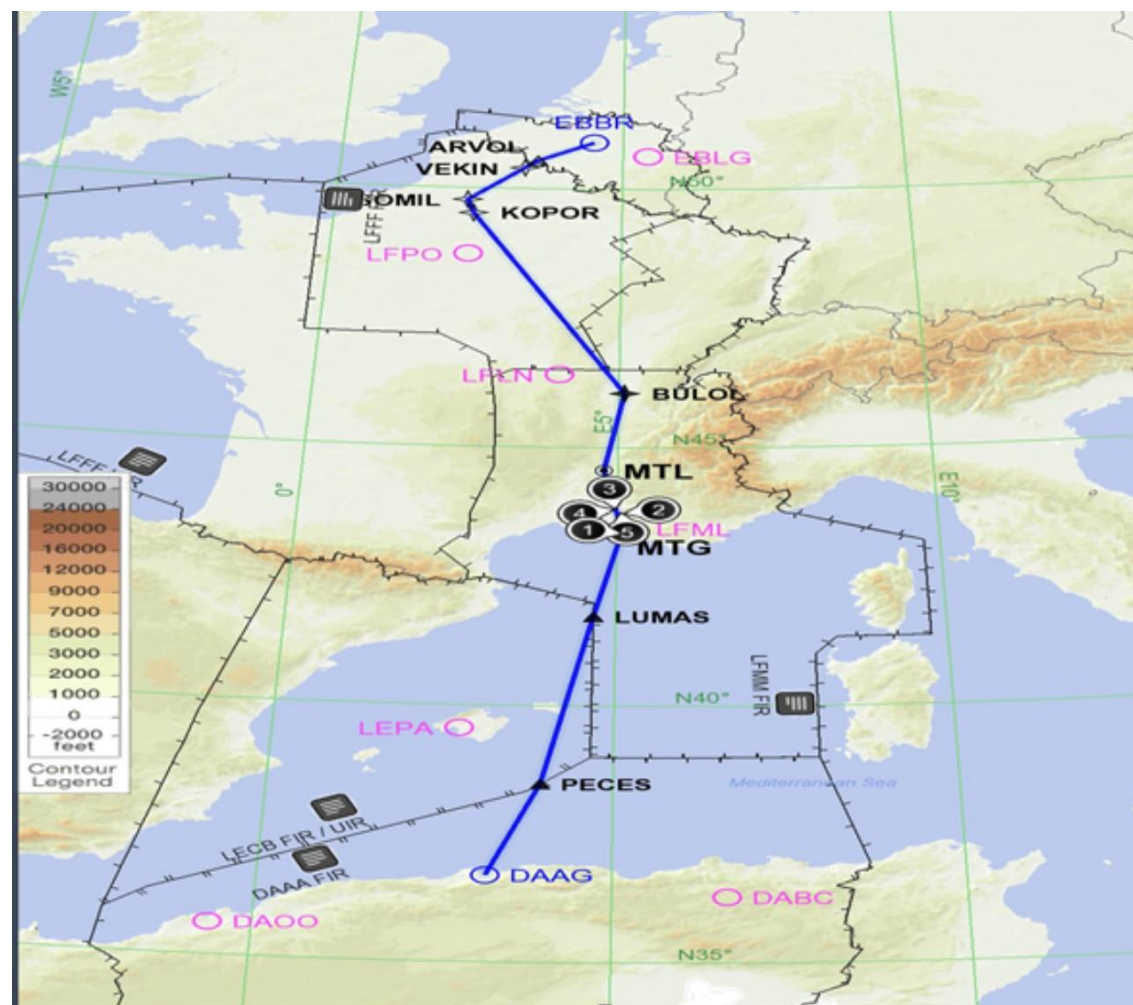 W5°
EBBR
ARVOL
VEKIN
EBLG
N50°
SOMIL
KOPOR
LFFF FIR
LFPO
LFLN
BULOL
E5°
N45°
MTL
LFFF
0°
E10°
3
4
2
1
5
LFML
MTG
30000
24000
20000
16000
12000
9000
7000
5000
3000
2000
1000
0
-2000
feet
Contour
Legend
LUMAS
LFMM FIR
N40°
LEPA
PECES
Mediterranean Sea
LECB FIR / UIR
DAAA FIR
DAAG
DABC
DAOO
N35°